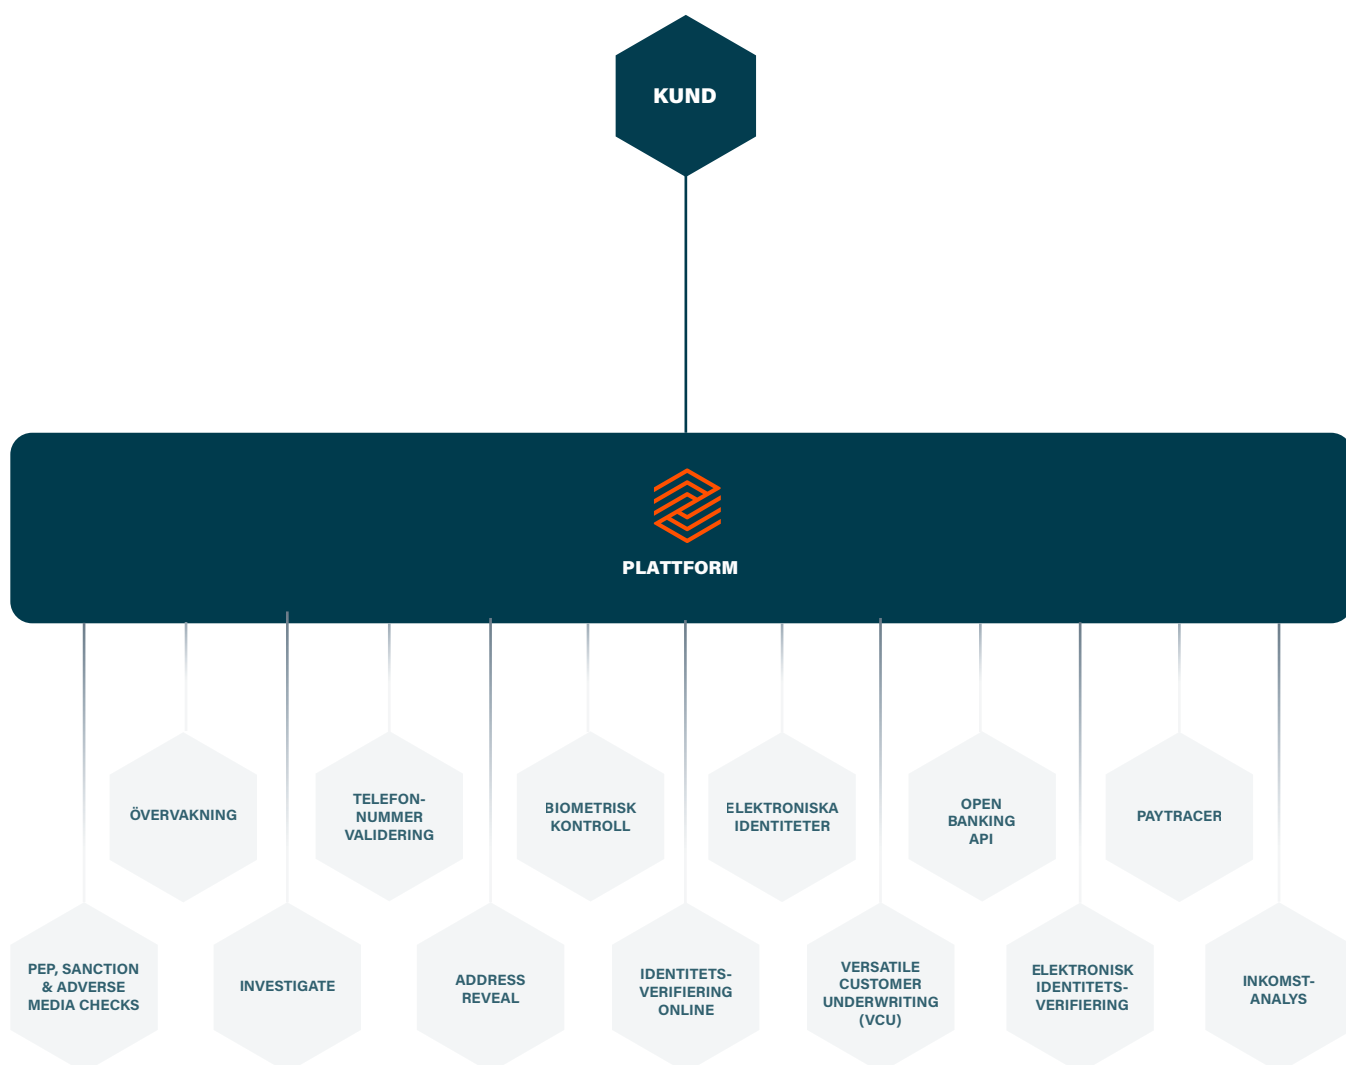 KUND
PLATTFORM
ÖVERVAKNING
TELEFON-
NUMMER
VALIDERING
BIOMETRISK
KONTROLL
ELEKTRONISKA
IDENTITETER
OPEN
BANKING
API
PAYTRACER
PEP, SANCTION
& ADVERSE
MEDIA CHECKS
INVESTIGATE
ADDRESS
REVEAL
IDENTITETS-
VERIFIERING
ONLINE
VERSATILE
CUSTOMER
UNDERWRITING
(VCU)
ELEKTRONISK
IDENTITETS-
VERIFIERING
INKOMST-
ANALYS